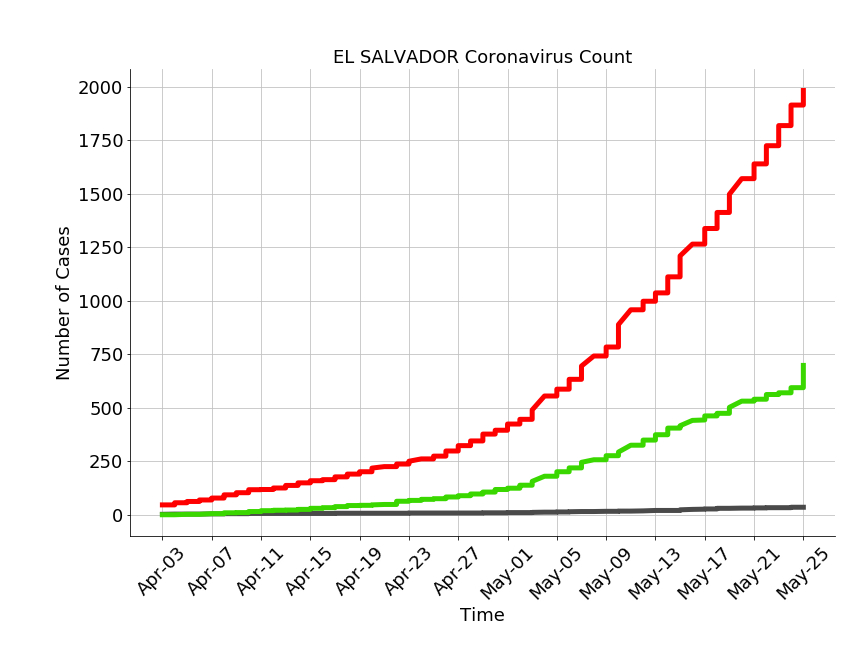 EL SALVADOR Coronavirus Count
Number of Cases
2000
1750
1500
1250
1000
750
500
250
0
Apr-03
Apr-07
Apr-11
Apr-15
Apr-19
Apr-23
Apr-27
May-01
May-05
May-09
May-13
May-17
May-21
May-25
Time